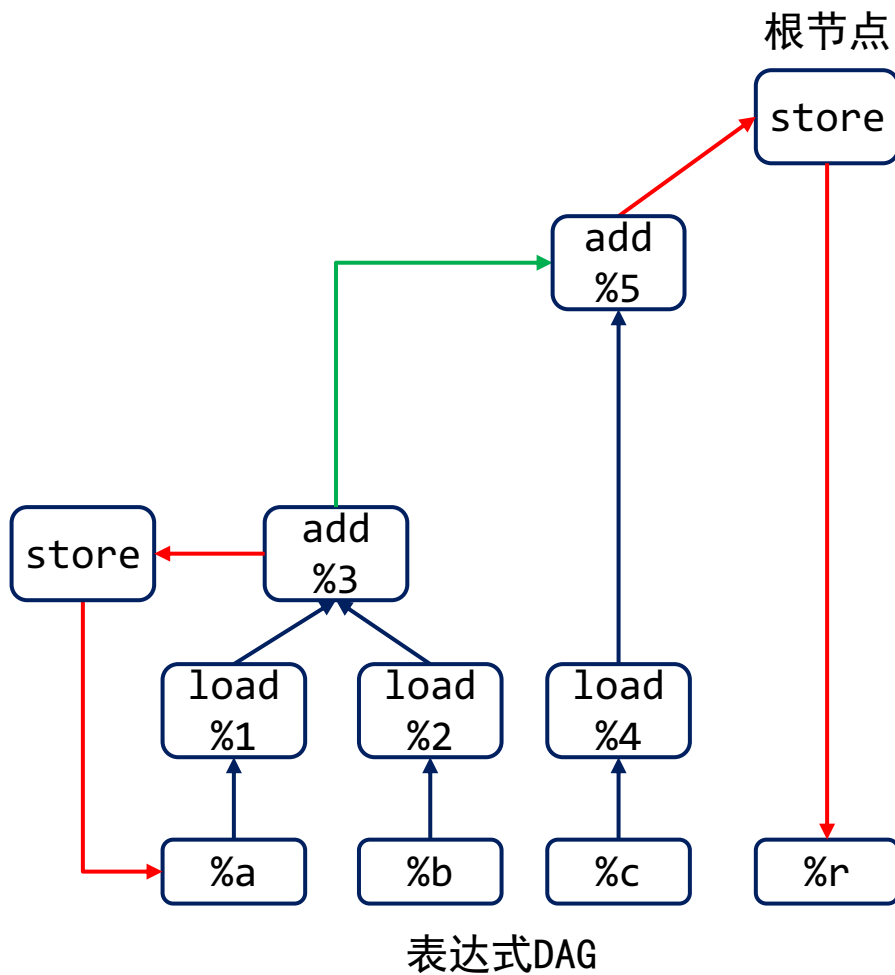 根节点
store
add
%5
store
add
%3
load
%1
load
%2
load
%4
%a
%b
%c
%r
表达式DAG